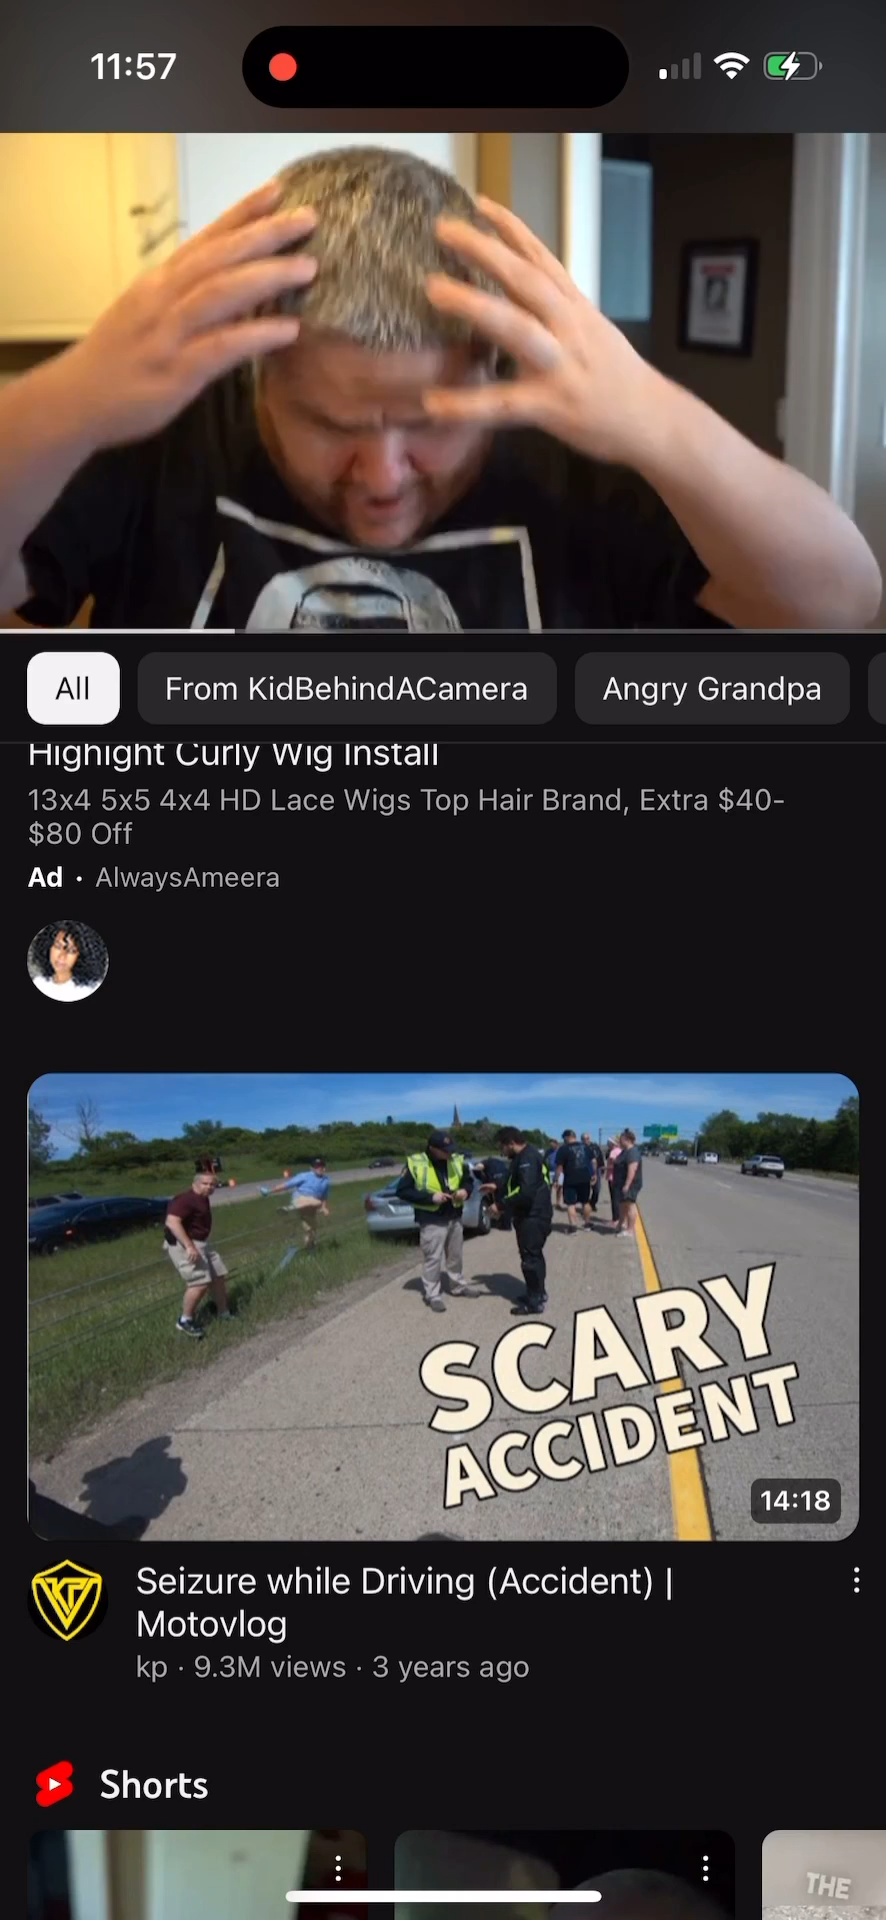 11:57
All
From KidBehindACamera
Angry Grandpa
Highight Curly Wig Install
13x4 5x5 4x4 HD Lace Wigs Top Hair Brand, Extra $40-
$80 Off
Ad · AlwaysAmeera
SCARY
ACCIDENT
14:18
Seizure while Driving (Accident) |
Motovlog
kp · 9.3M views · 3 years ago
Shorts
THE